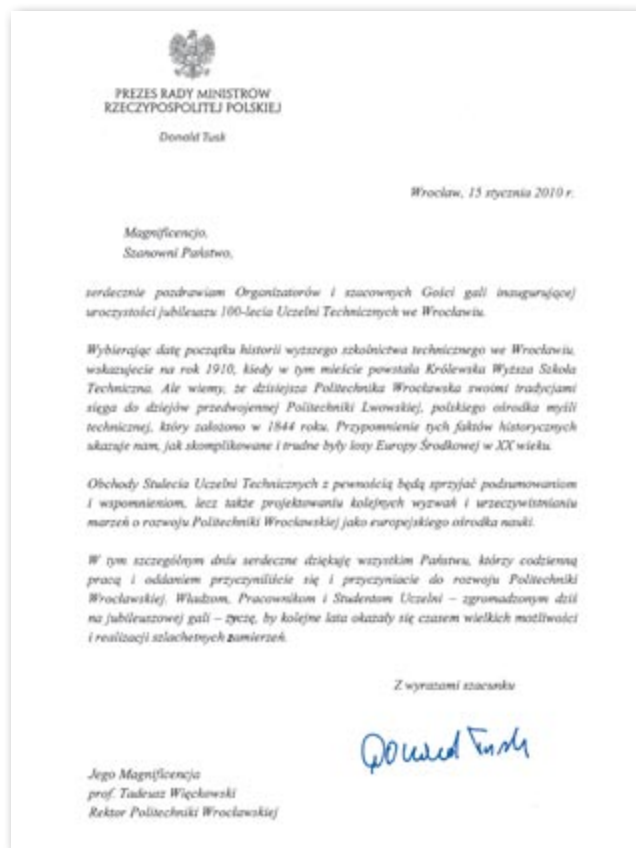 PREZES RADY MINISTRÓW
RZECZYPOSPOLITEJ POLSKIEJ
Donald Tusk
Wrocław, 15 stycznia 2010 r.
Magnificencjo,
Szanowni Państwo,
serdecznie pozdrawiam Organizatorów i szacownych Gości gali inaugurującej
uroczystości jubileuszu 100-lecia Uczelni Technicznych we Wrocławiu.
Wybierając datę początku historii wyższego szkolnictwa technicznego we Wrocławiu,
wskazujecie na rok 1910, kiedy w tym mieście powstała Królewska Wyższa Szkoła
Techniczna. Ale wiemy, że dzisiejsza Politechnika Wrocławska swoimi tradycjami
sięga do dziejów przedwojennej Politechniki Lwowskiej, polskiego ośrodka myśli
technicznej, który założono w 1844 roku. Przypomnienie tych faktów historycznych
ukazuje nam, jak skomplikowane i trudne były losy Europy Środkowej w XX wieku.
Obchody Stulecia Uczelni Technicznych z pewnością będą sprzyjać podsumowaniom
i wspomnieniom, lecz także projektowaniu kolejnych wyzwań i urzeczywistnianiu
marzeń o rozwoju Politechniki Wrocławskiej jako europejskiego ośrodka nauki.
W tym szczególnym dniu serdeczne dziękuję wszystkim Państwu, którzy codzienną
pracą i oddaniem przyczyniliście się i przyczyniacie do rozwoju Politechniki
Wrocławskiej. Władzom, Pracownikom i Studentom Uczelni – zgromadzonym dziś
na jubileuszowej gali – życzę, by kolejne lata okazały się czasem wielkich możliwości
i realizacji szlachetnych zamierzeń.
Z wyrazami szacunku
Donald Tusk
Jego Magnificencja
prof. Tadeusz Więckowski
Rektor Politechniki Wrocławskiej